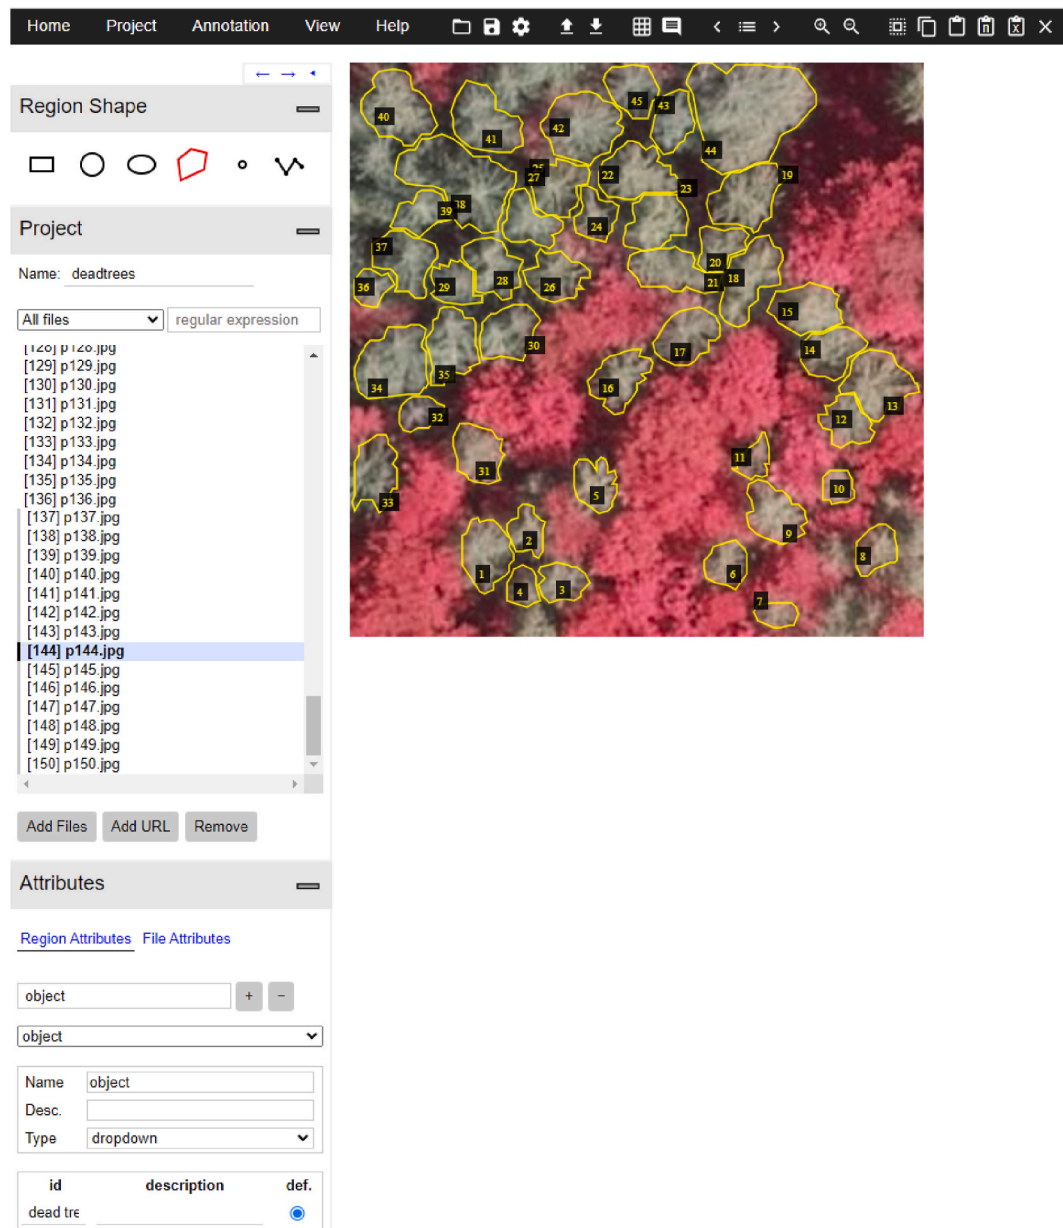 Home Project Annotation View Help
← →
Region Shape
Project
Name: deadtrees
All files regular expression
[128] p128.jpg
[129] p129.jpg
[130] p130.jpg
[131] p131.jpg
[132] p132.jpg
[133] p133.jpg
[134] p134.jpg
[135] p135.jpg
[136] p136.jpg
[137] p137.jpg
[138] p138.jpg
[139] p139.jpg
[140] p140.jpg
[141] p141.jpg
[142] p142.jpg
[143] p143.jpg
[144] p144.jpg
[145] p145.jpg
[146] p146.jpg
[147] p147.jpg
[148] p148.jpg
[149] p149.jpg
[150] p150.jpg
Add Files Add URL Remove
Attributes
Region Attributes File Attributes
object + −
object
Name object
Desc.
Type dropdown
id description def.
dead tre
45 43
40
42
41
44
22 19
27
23
39 38
24
37
20
28 18
36 29 26 21
15
30
14
17
35
34 16
13
32 12
11
31
10
5
33
9
2
8
1 6
4 3
7